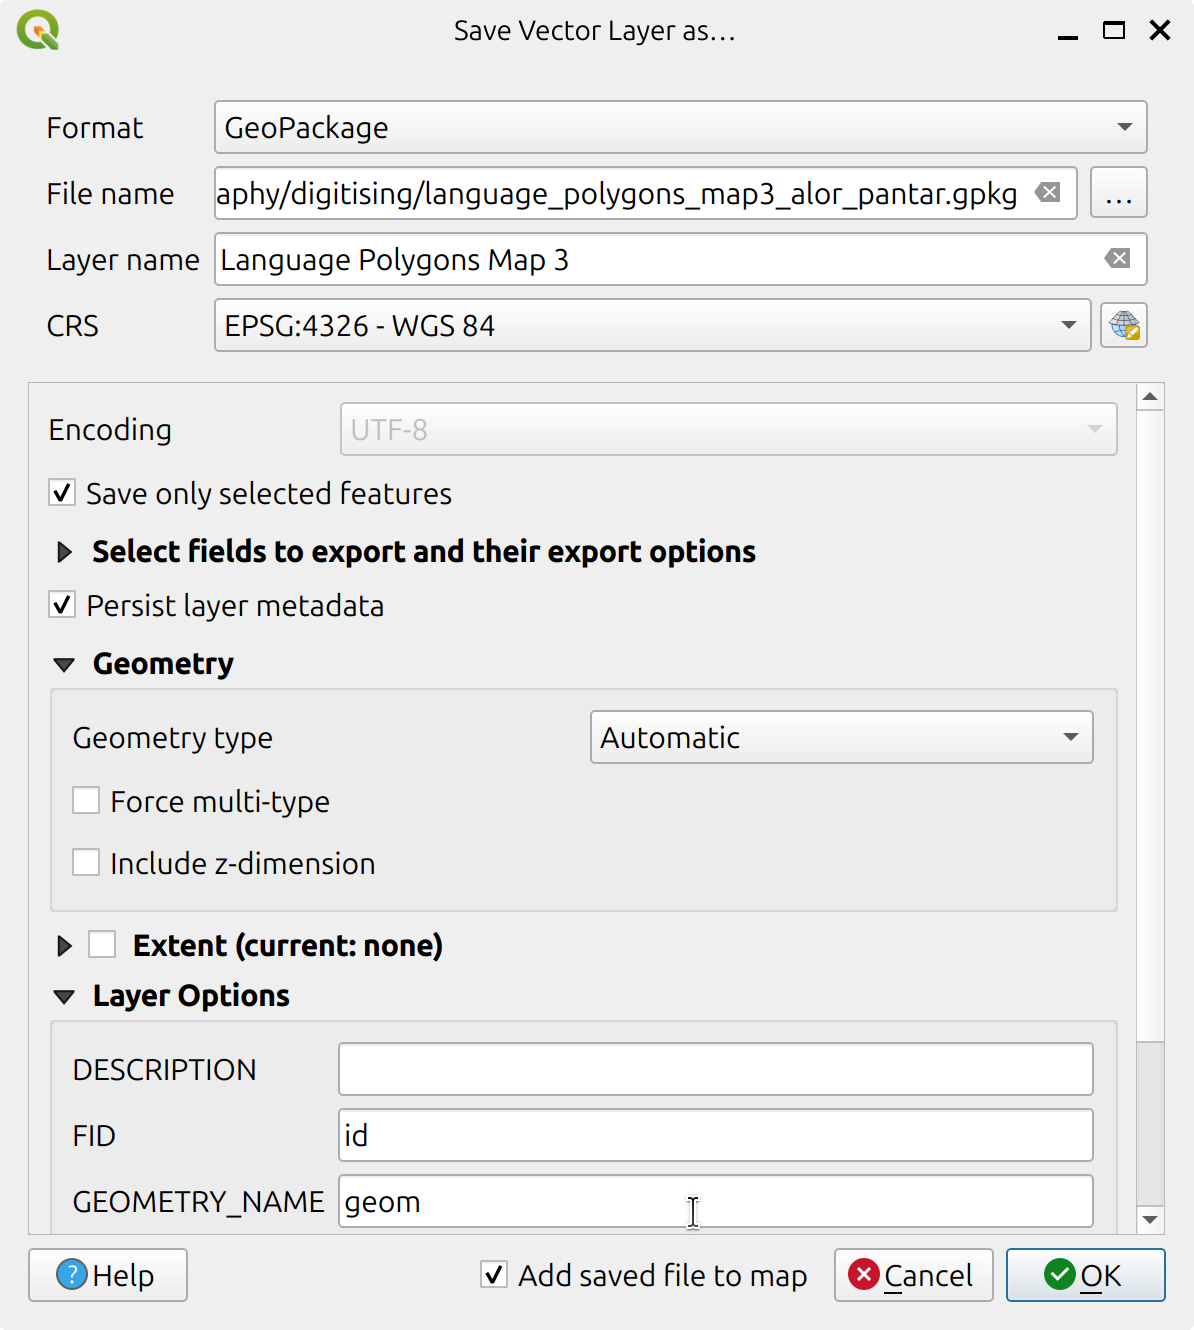 Save Vector Layer as...
Format GeoPackage
File name aphy/digitising/language_polygons_map3_alor_pantar.gpkg ...
Layer name Language Polygons Map 3
CRS EPSG:4326 - WGS 84
Encoding UTF-8
Save only selected features
Select fields to export and their export options
Persist layer metadata
Geometry
Geometry type Automatic
Force multi-type
Include z-dimension
Extent (current: none)
Layer Options
DESCRIPTION
FID id
GEOMETRY_NAME geom
? Help Add saved file to map Cancel OK